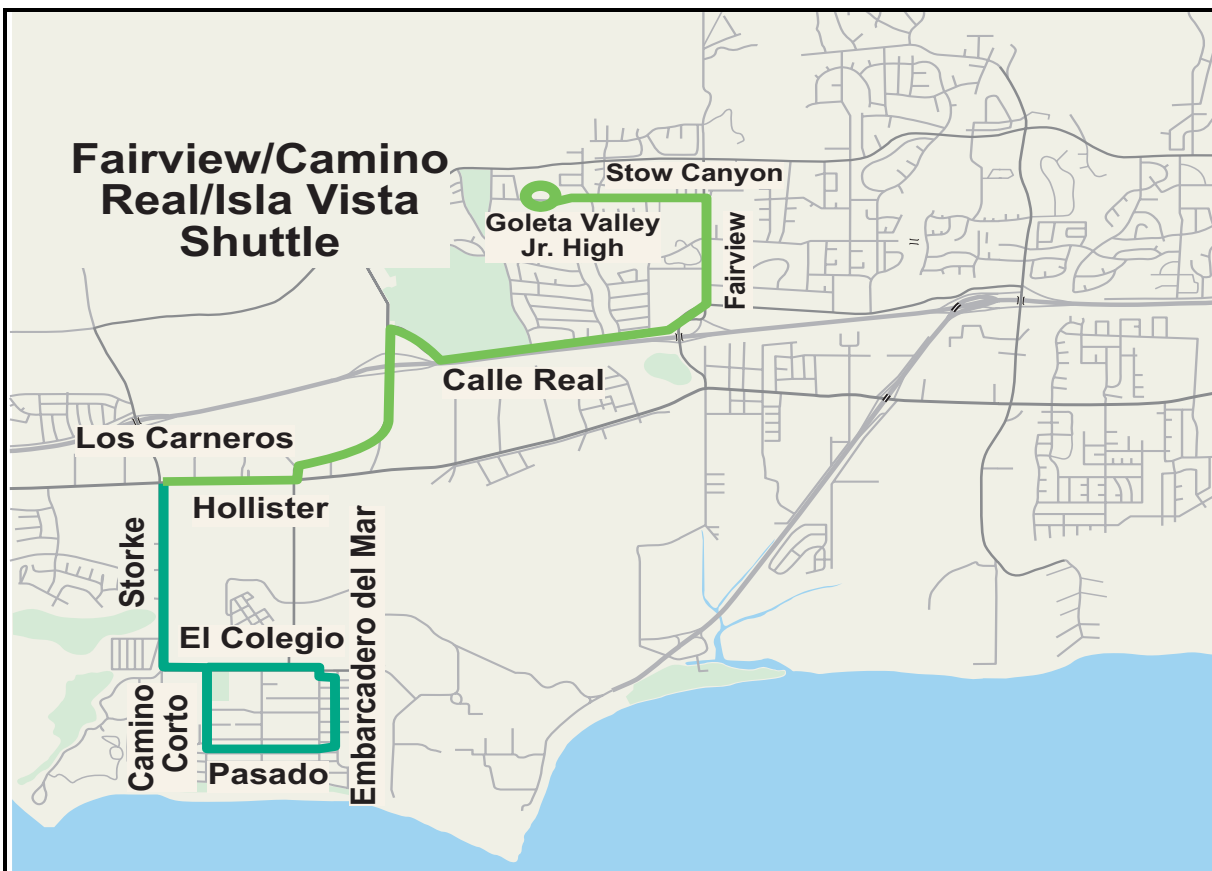 Fairview/Camino
Real/Isla Vista
Shuttle
Stow Canyon
Goleta Valley
Jr. High
Fairview
Calle Real
Los Carneros
Hollister
Storke
Embarcadero del Mar
El Colegio
Camino
Corto
Pasado